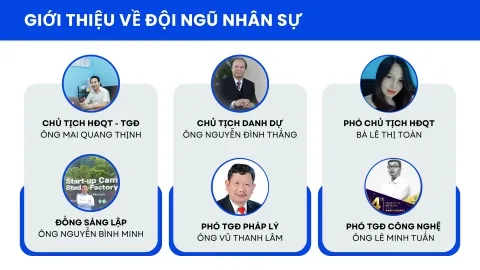 GIỚI THIỆU VỀ ĐỘI NGŨ NHÂN SỰ
CHỦ TỊCH HĐQT - TGĐ
ÔNG MAI QUANG THỊNH
CHỦ TỊCH DANH DỰ
ÔNG NGUYỄN ĐÌNH THẮNG
PHÓ CHỦ TỊCH HĐQT
BÀ LÊ THỊ TOÀN
Start-up Cam
Stud Factory
ĐỒNG SÁNG LẬP
ÔNG NGUYỄN BÌNH MINH
PHÓ TGĐ PHÁP LÝ
ÔNG VŨ THANH LÂM
4
PHÓ TGĐ CÔNG NGHỆ
ÔNG LÊ MINH TUẤN